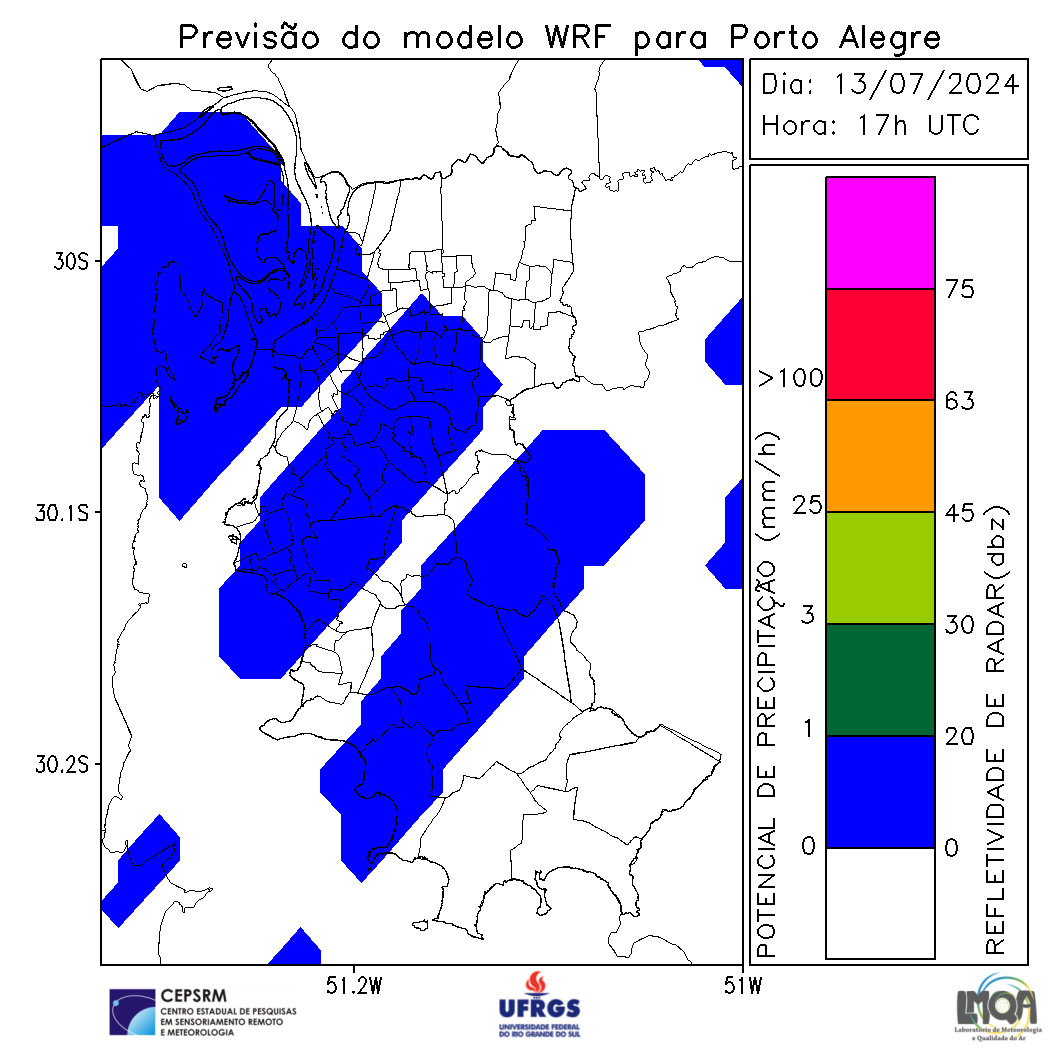 Previsão do modelo WRF para Porto Alegre
Dia: 13/07/2024
Hora: 17h UTC
30S
30.1S
30.2S
51.2W
51W
POTENCIAL DE PRECIPITAÇÃO (mm/h)
>100
25
3
1
0
75
63
45
30
20
0
REFLETIVIDADE DE RADAR(dbz)
CEPSRM
CENTRO ESTADUAL DE PESQUISAS
EM SENSORIAMENTO REMOTO
E METEOROLOGIA
UFRGS
UNIVERSIDADE FEDERAL
DO RIO GRANDE DO SUL
LMQA
Laboratório de Meteorologia
e Qualidade do Ar